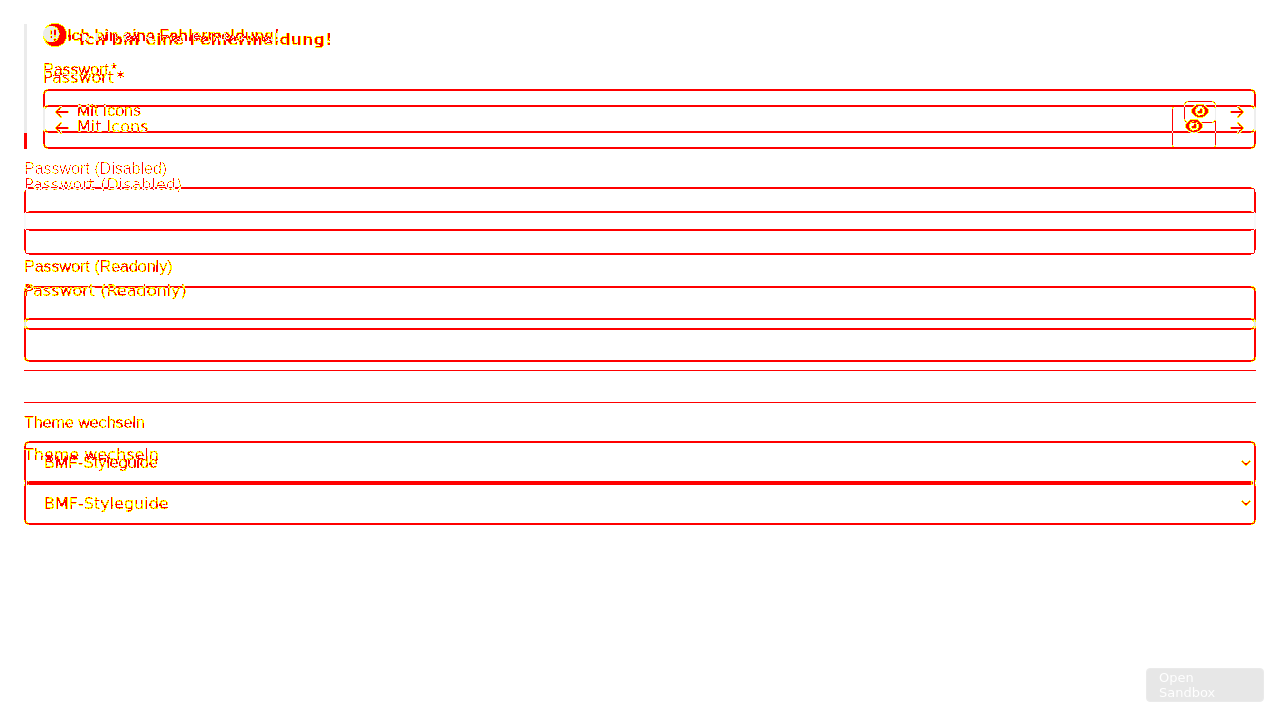 Ich bin eine Fehlermeldung!
Ich bin eine Fehlermeldung!
Passwort*
Passwort*
Mit Icons
Mit Icons
Passwort (Disabled)
Passwort (Disabled)
Passwort (Readonly)
Passwort (Readonly)
Theme wechseln
Theme wechseln
BMF-Styleguide
BMF-Styleguide
Open
Sandbox